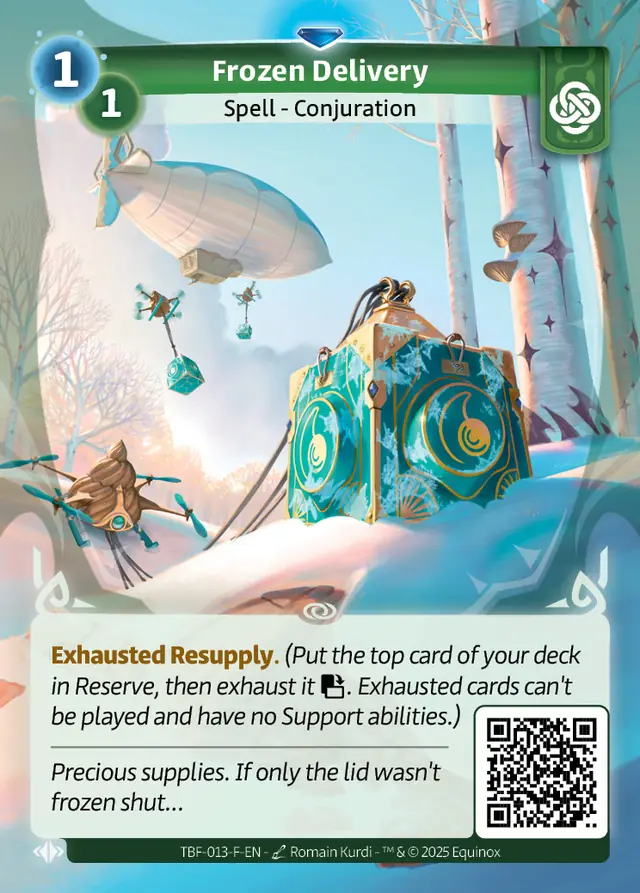 1
Frozen Delivery
1
Spell - Conjuration
Exhausted Resupply. (Put the top card of your deck
in Reserve, then exhaust it . Exhausted cards can't
be played and have no Support abilities.)
Precious supplies. If only the lid wasn't
frozen shut...
TBF-013-F-EN - Romain Kurdi - ™ & © 2025 Equinox